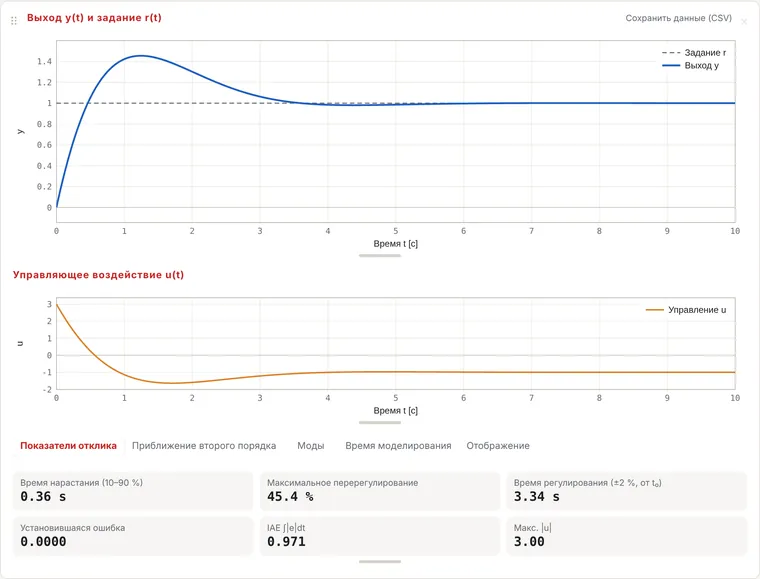 Выход y(t) и задание r(t)
Сохранить данные (CSV)
×
Задание r
Выход y
1.4
1.2
1
0.8
0.6
0.4
0.2
0
y
0 1 2 3 4 5 6 7 8 9 10
Время t [с]
Управляющее воздействие u(t)
Управление u
3
2
1
0
-1
-2
u
0 1 2 3 4 5 6 7 8 9 10
Время t [с]
Показатели отклика Приближение второго порядка Моды Время моделирования Отображение
Время нарастания (10–90 %)
0.36 s
Максимальное перерегулирование
45.4 %
Время регулирования (±2 %, от t₀)
3.34 s
Установившаяся ошибка
0.0000
IAE ∫|e|dt
0.971
Макс. |u|
3.00